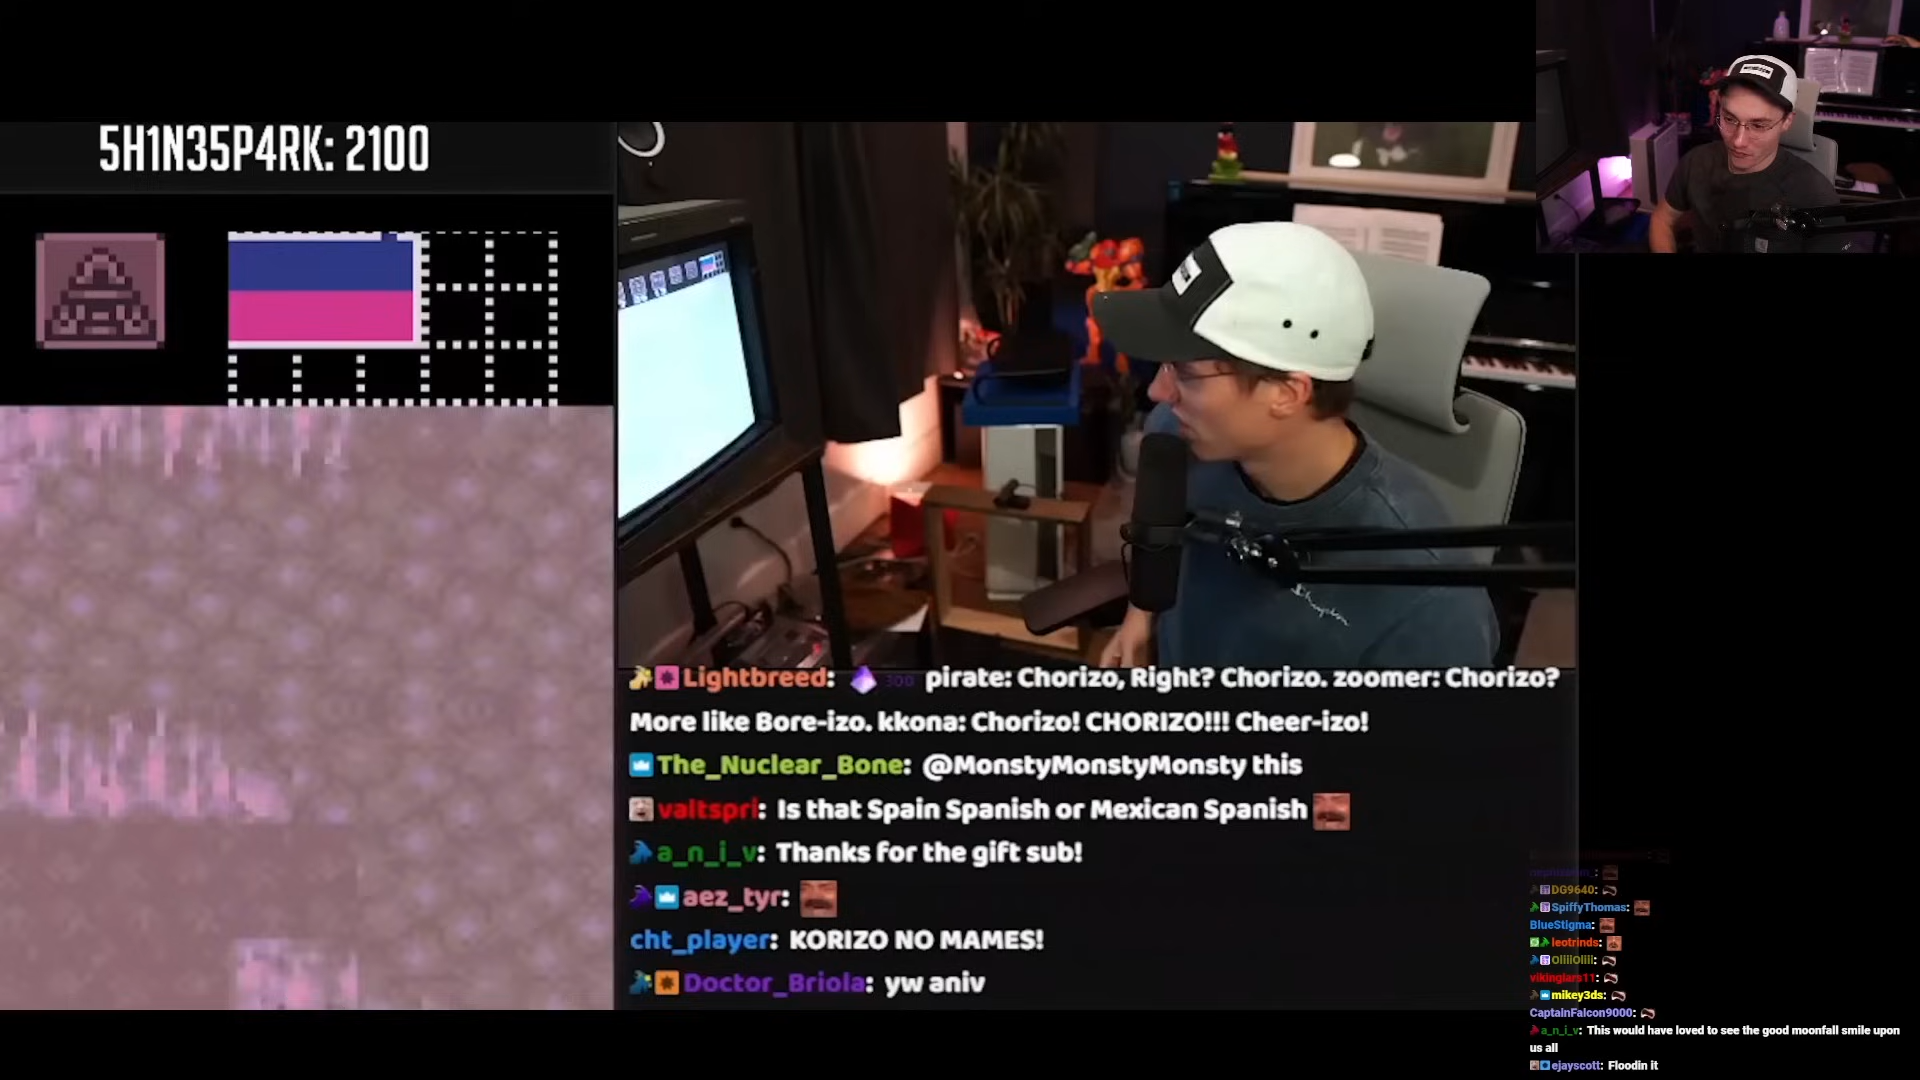 5H1N35P4RK: 2100
Lightbreed: 300 pirate: Chorizo, Right? Chorizo. zoomer: Chorizo?
More like Bore-izo. kkona: Chorizo! CHORIZO!!! Cheer-izo!
The_Nuclear_Bone: @MonstyMonstyMonsty this
valtspri: Is that Spain Spanish or Mexican Spanish
a_n_i_v: Thanks for the gift sub!
aez_tyr:
cht_player: KORIZO NO MAMES!
Doctor_Briola: yw aniv
Champion
DG9640:
SpiffyThomas:
BlueStigma:
leotrinds:
vikinglars11:
mikey3ds:
CaptainFalcon9000:
a_n_i_v: This would have loved to see the good moonfall smile upon
us all
ejayscott: Floodin it